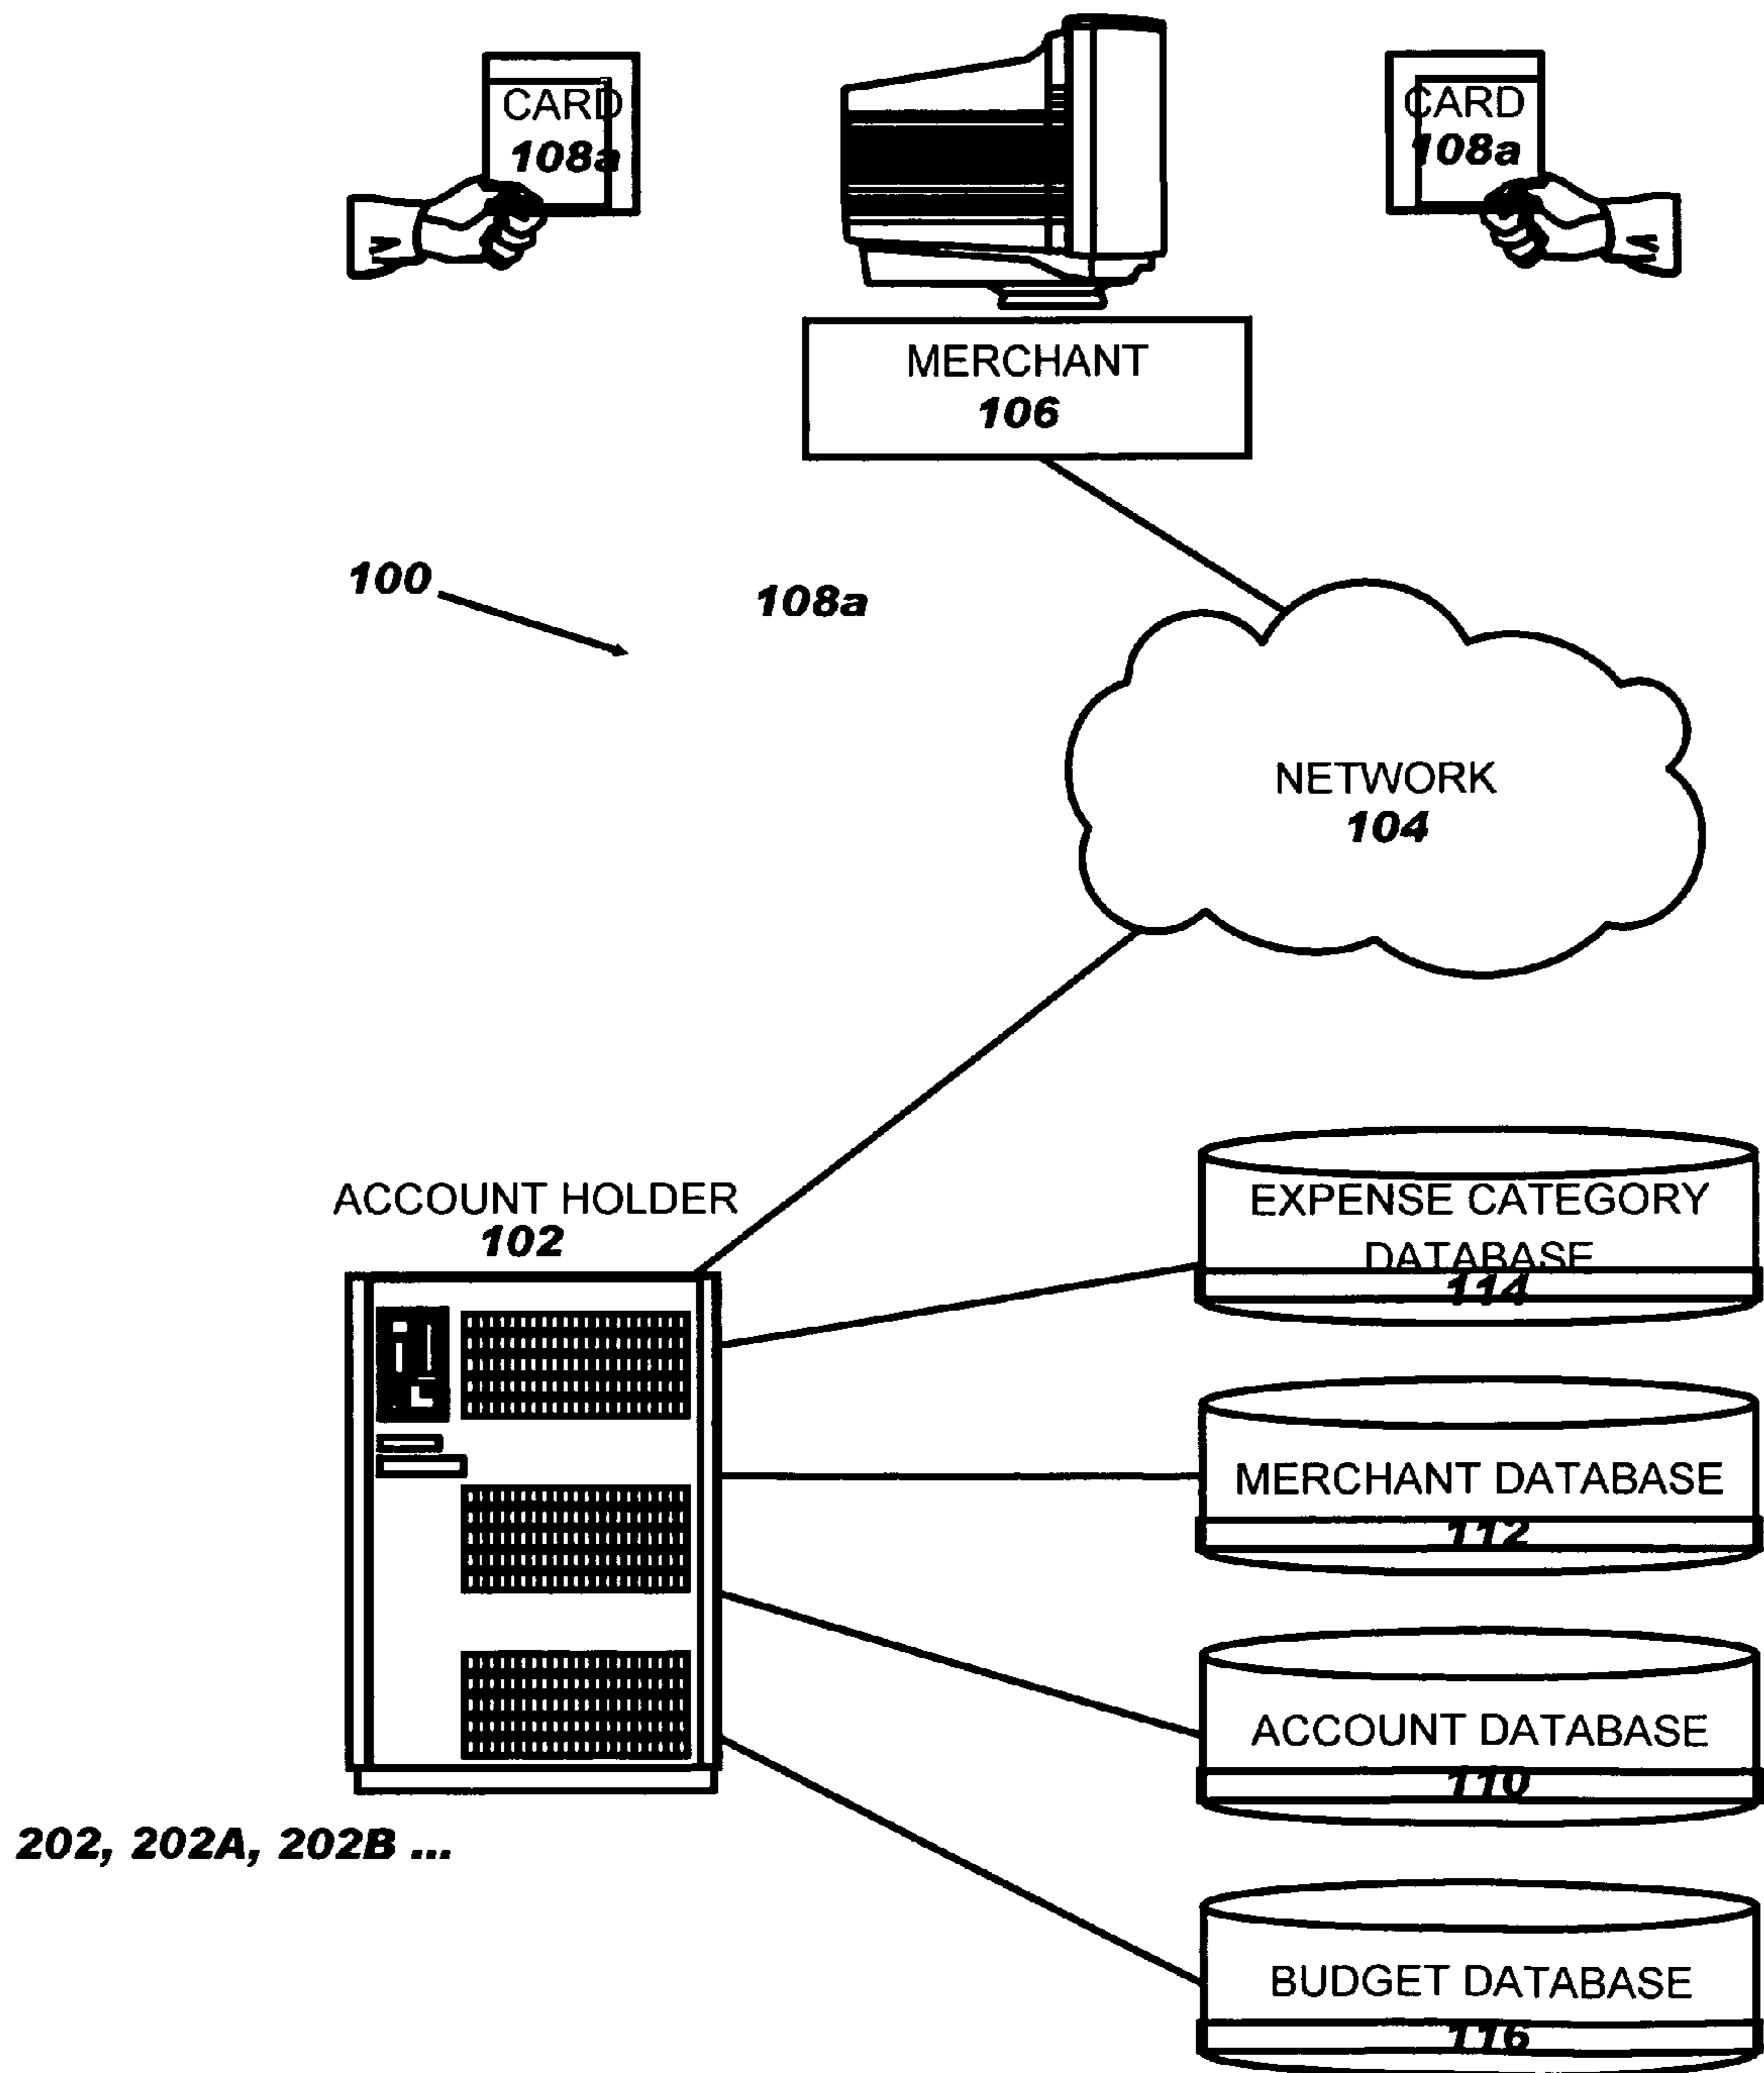 CARD
108a
CARD
108a
MERCHANT
106
100
108a
NETWORK
104
ACCOUNT HOLDER
102
EXPENSE CATEGORY
DATABASE
114
MERCHANT DATABASE
112
ACCOUNT DATABASE
110
202, 202A, 202B ...
BUDGET DATABASE
116